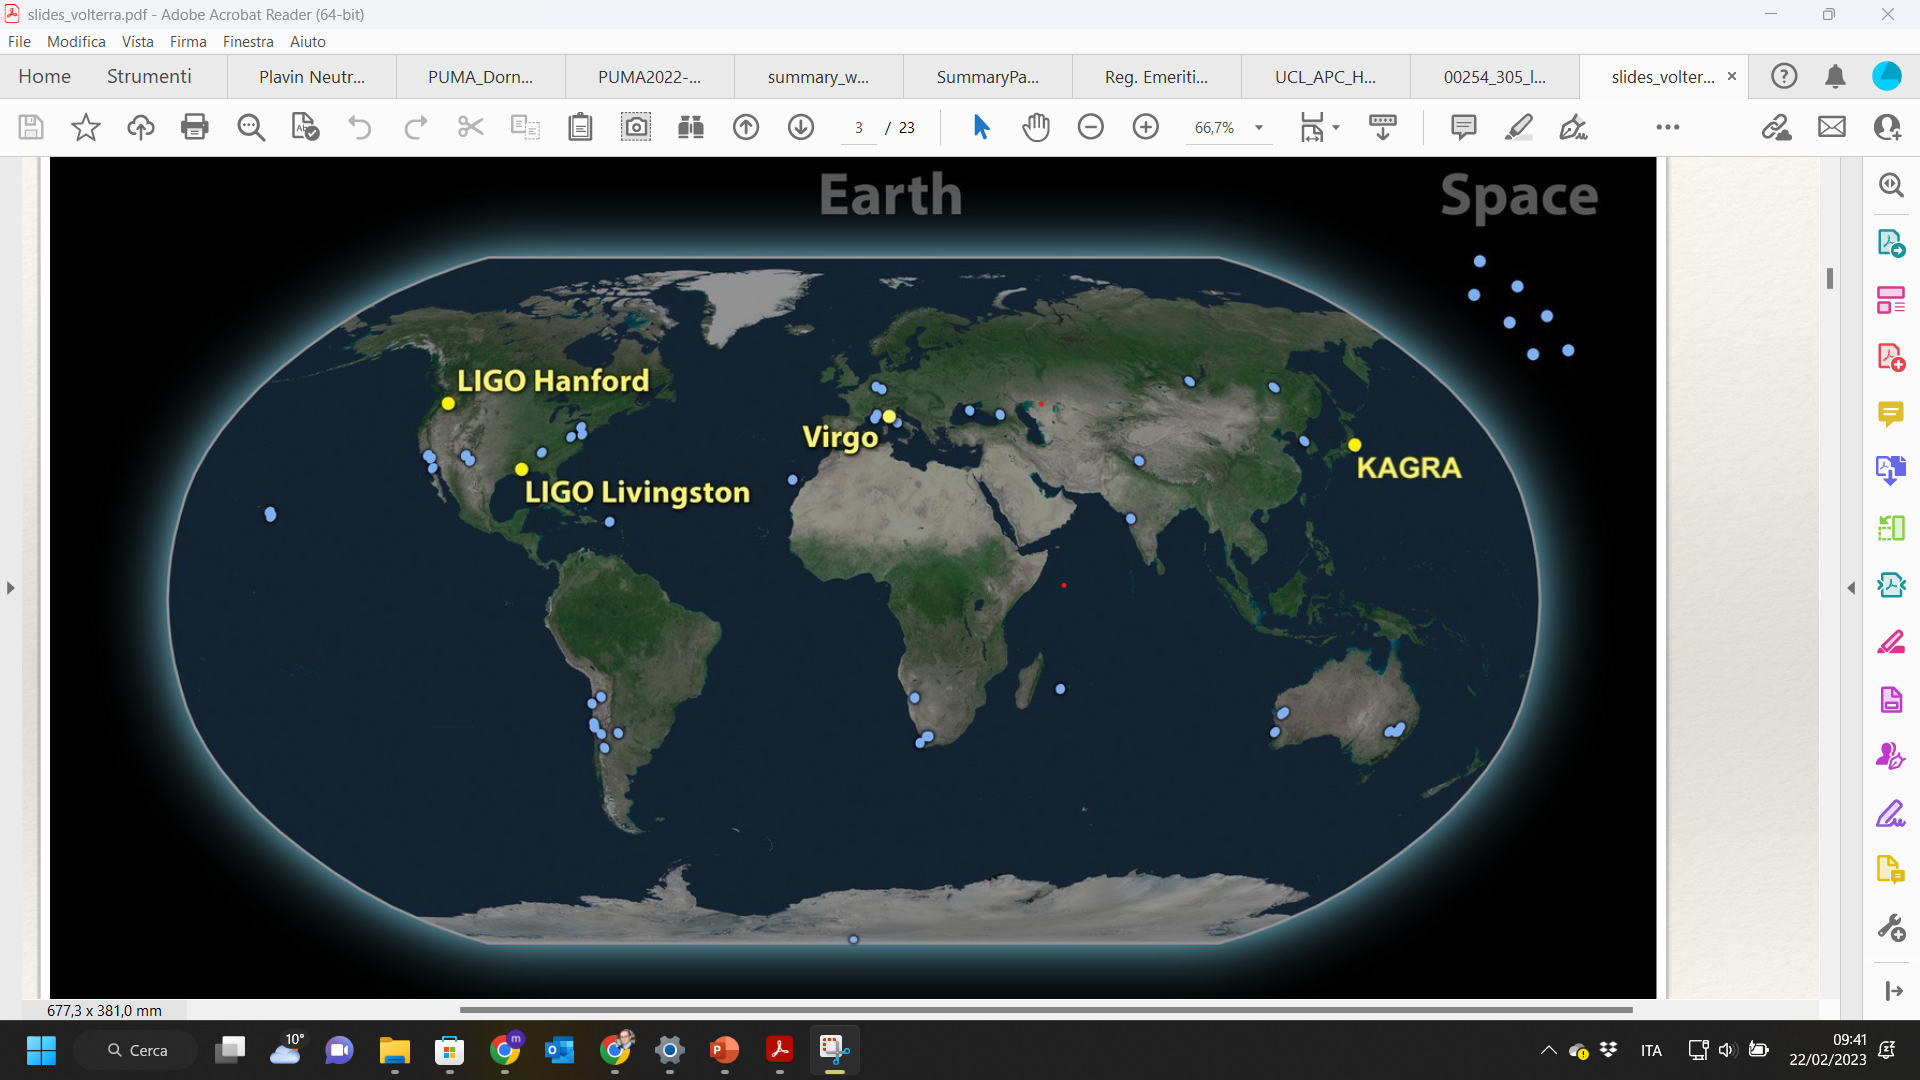 slides_volterra.pdf - Adobe Acrobat Reader (64-bit)
File Modifica Vista Firma Finestra Aiuto
Home Strumenti Plavin Neutr... PUMA_Dorn... PUMA2022-... summary_w... SummaryPa... Reg. Emeriti... UCL_APC_H... 00254_305_l... slides_volter...
3 / 23 66,7%
Earth Space
LIGO Hanford
Virgo
KAGRA
LIGO Livingston
677,3 x 381,0 mm
Cerca 10° m ITA 09:41
22/02/2023